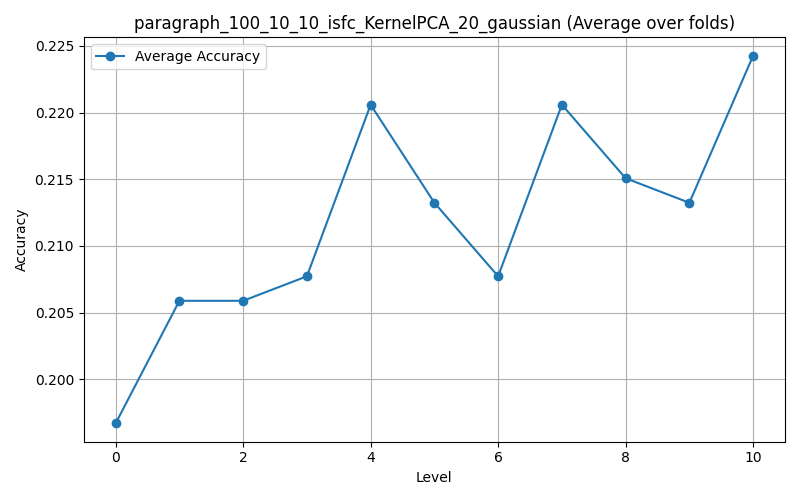 paragraph_100_10_10_isfc_KernelPCA_20_gaussian (Average over folds)
Average Accuracy
0.225
0.220
0.215
0.210
0.205
0.200
Accuracy
0 2 4 6 8 10
Level